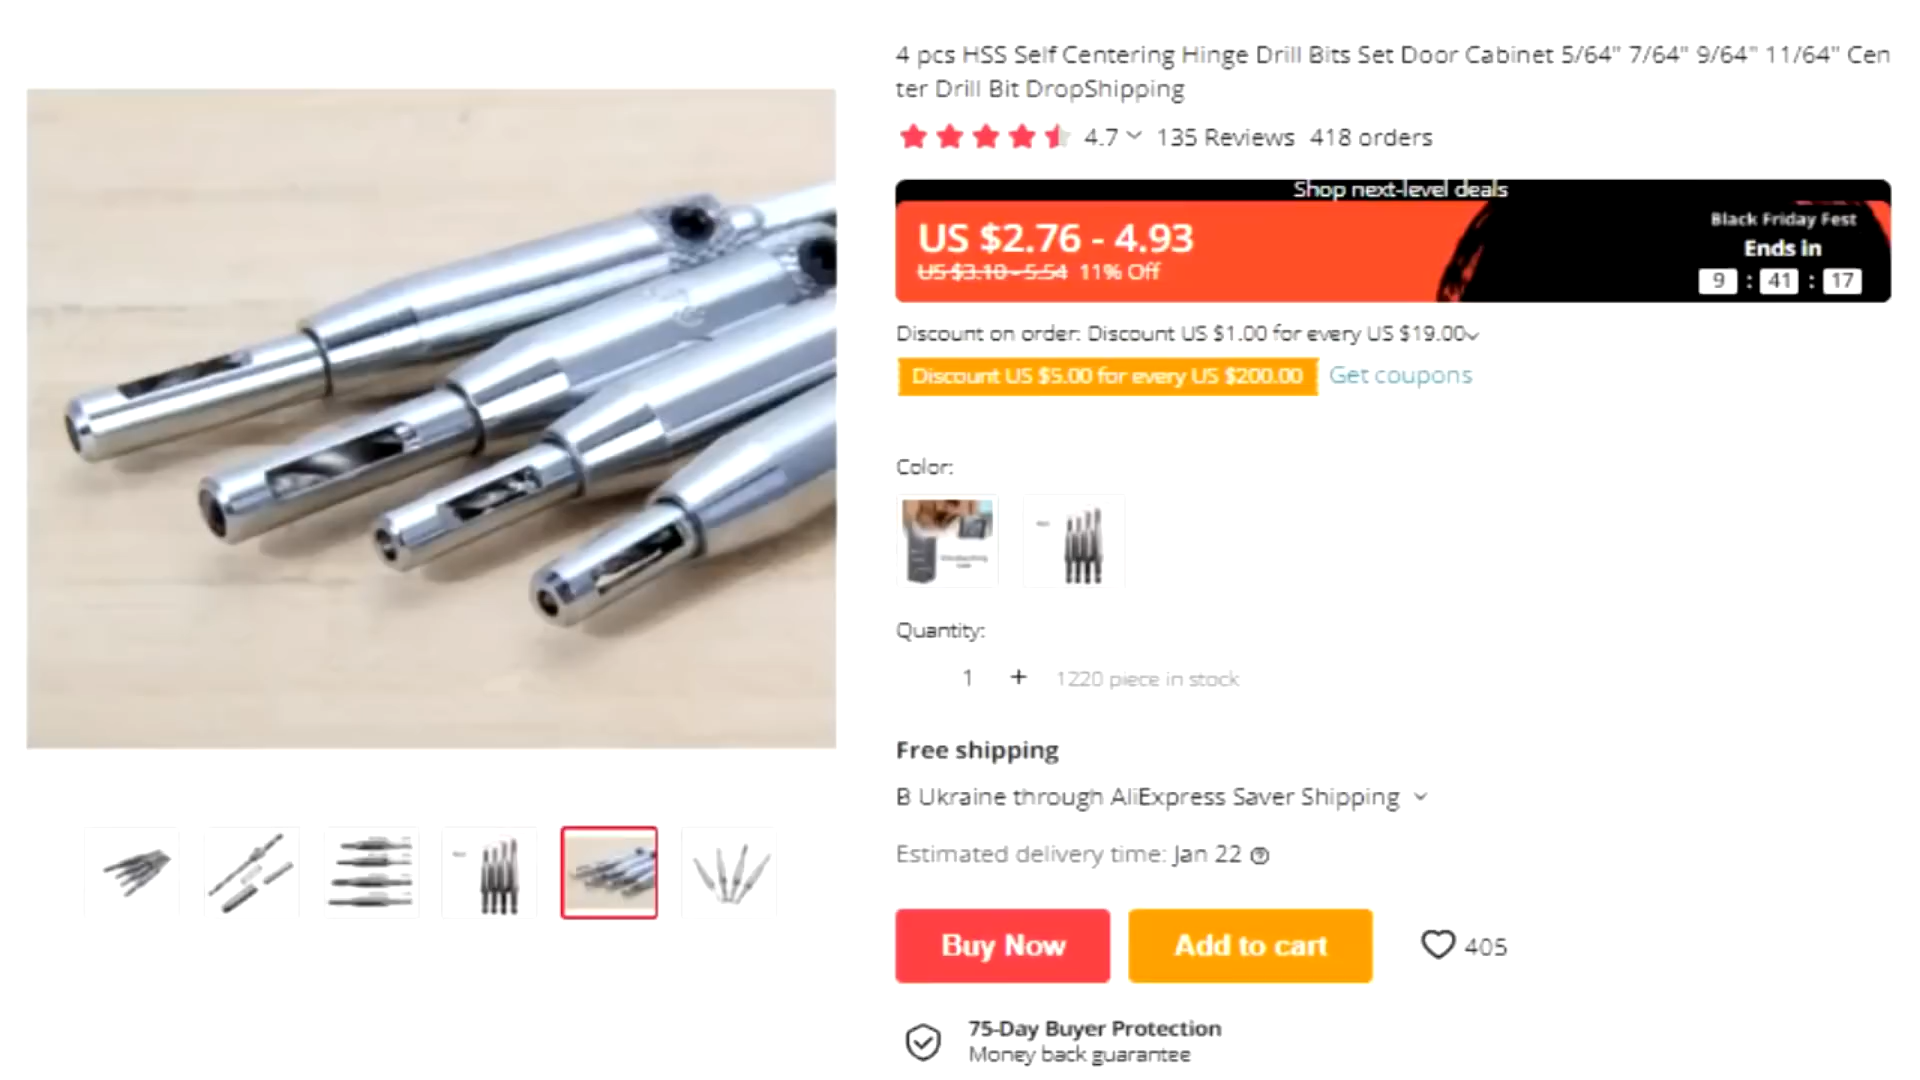 4 pcs HSS Self Centering Hinge Drill Bits Set Door Cabinet 5/64" 7/64" 9/64" 11/64" Cen
ter Drill Bit DropShipping
4.7 135 Reviews 418 orders
Shop next-level deals
US $2.76 - 4.93
US $3.10 - 5.54 11% Off
Black Friday Fest
Ends in
9 : 41 : 17
Discount on order: Discount US $1.00 for every US $19.00
Discount US $5.00 for every US $200.00 Get coupons
Color:
Quantity:
1 + 1220 piece in stock
Free shipping
В Ukraine through AliExpress Saver Shipping
Estimated delivery time: Jan 22
Buy Now Add to cart 405
75-Day Buyer Protection
Money back guarantee